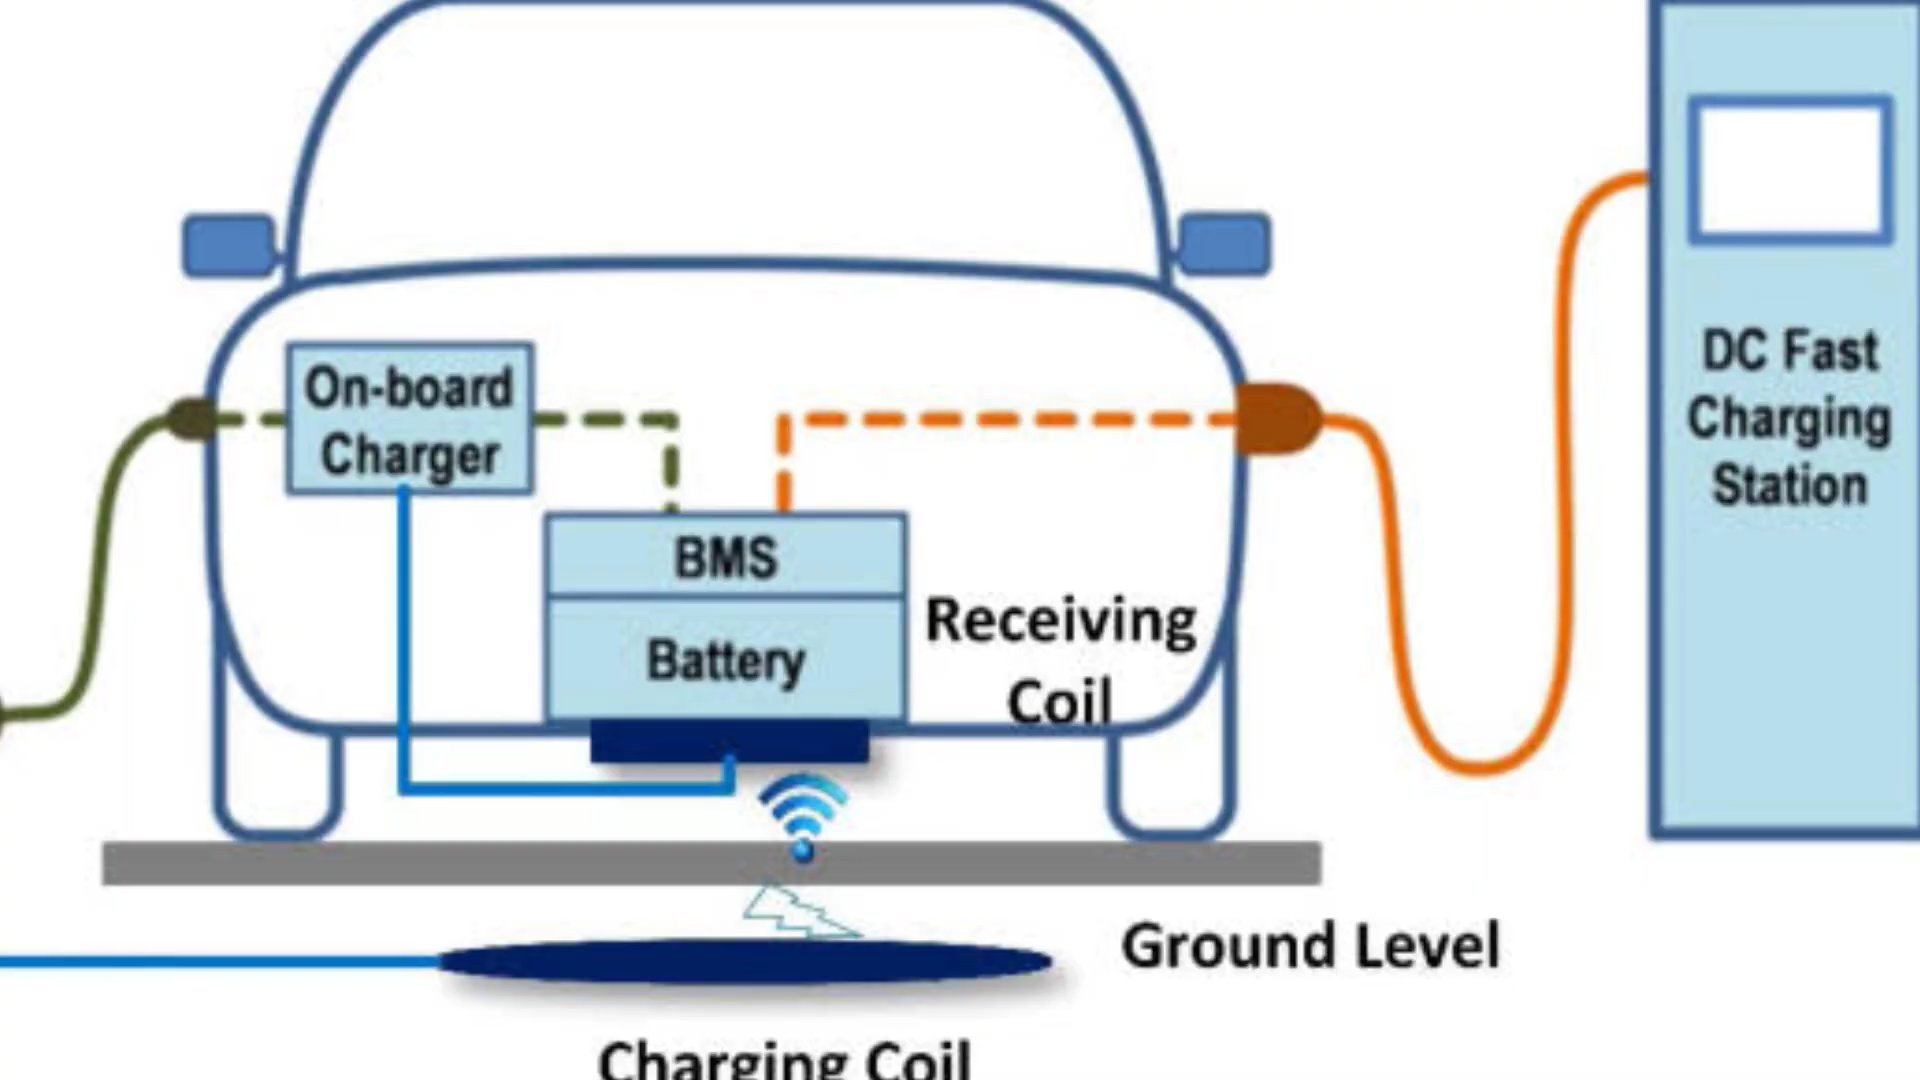 On-board
Charger
BMS
Battery
Receiving
Coil
DC Fast
Charging
Station
Ground Level
Charging Coil